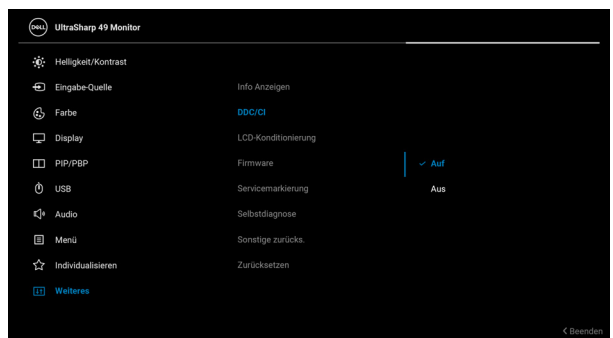 DELL UltraSharp 49 Monitor
Helligkeit/Kontrast
Eingabe-Quelle Info Anzeigen
Farbe DDC/CI
Display LCD-Konditionierung
PIP/PBP Firmware Auf
USB Servicemarkierung Aus
Audio Selbstdiagnose
Menü Sonstige zurücks.
Individualisieren Zurücksetzen
Weiteres
Beenden